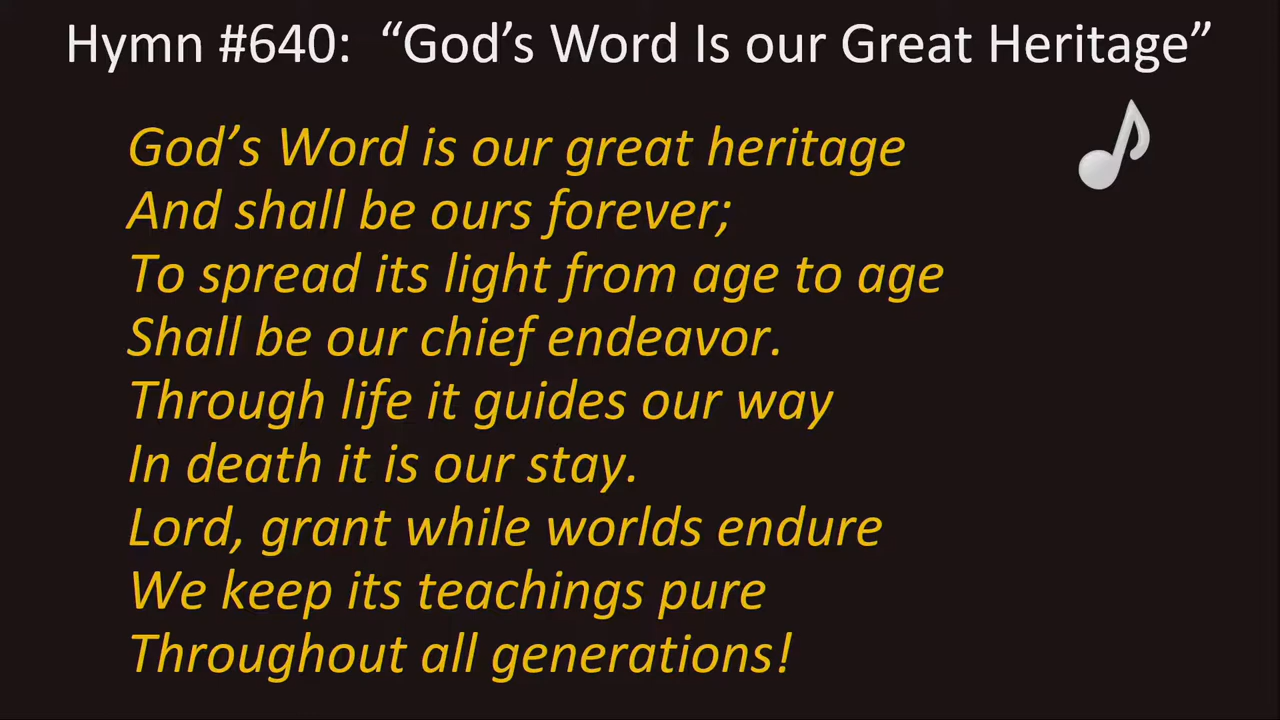 Hymn #640:  “God’s Word Is our Great Heritage”
God’s Word is our great heritage
And shall be ours forever;
To spread its light from age to age
Shall be our chief endeavor.
Through life it guides our way
In death it is our stay.
Lord, grant while worlds endure
We keep its teachings pure
Throughout all generations!